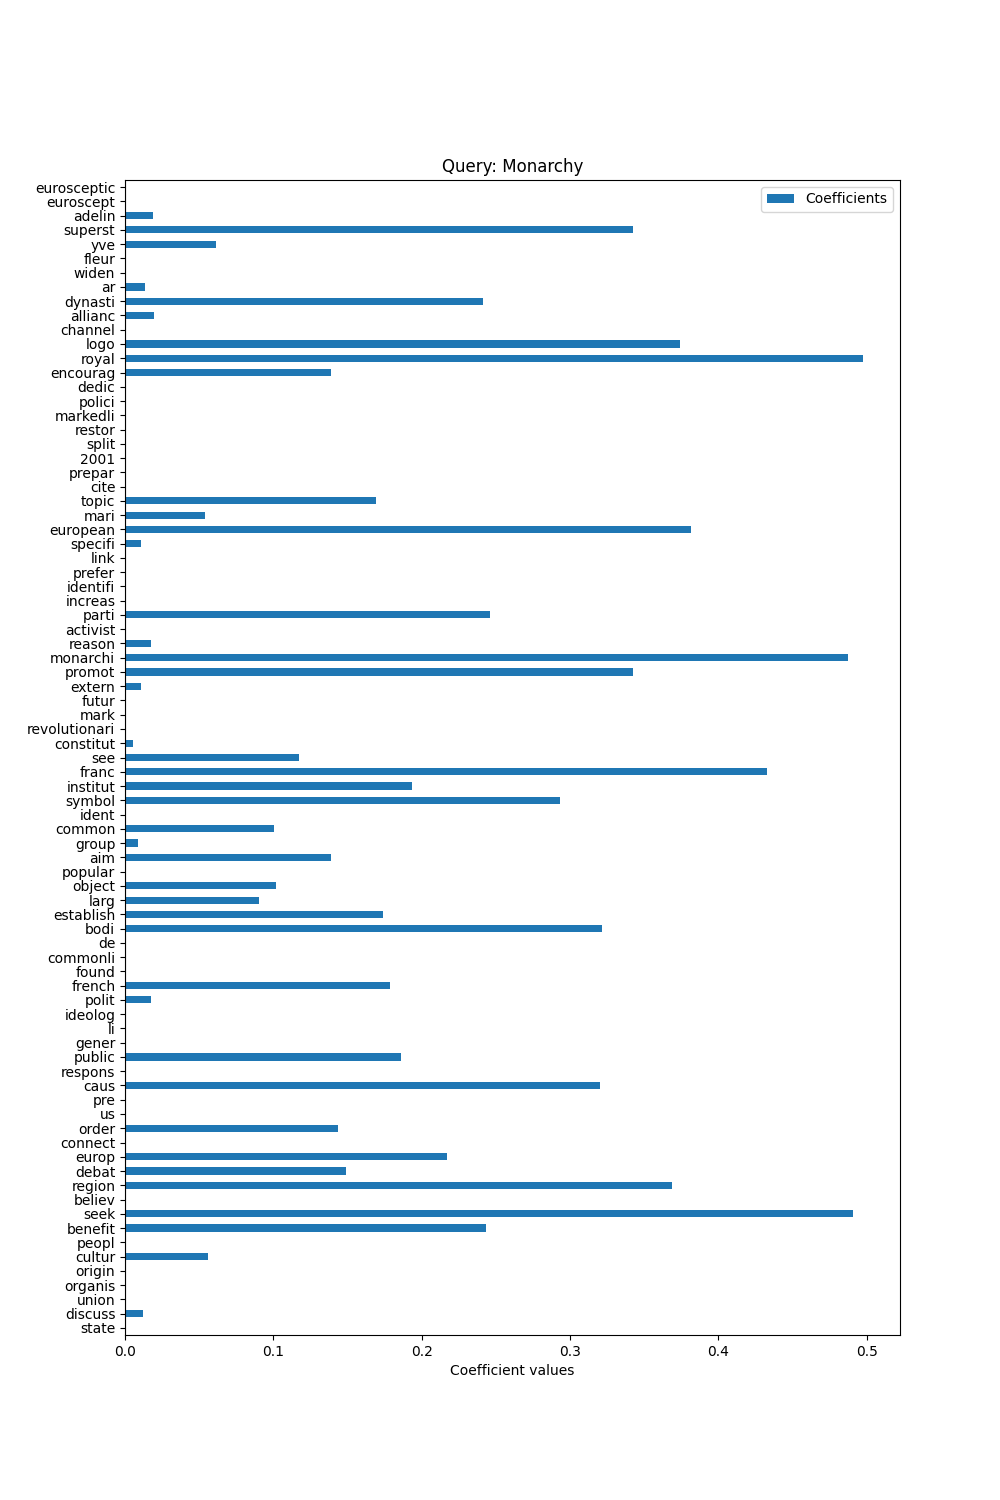 Query: Monarchy
Coefficients
eurosceptic
euroscept
adelin
superst
yve
fleur
widen
ar
dynasti
allianc
channel
logo
royal
encourag
dedic
polici
markedli
restor
split
2001
prepar
cite
topic
mari
european
specifi
link
prefer
identifi
increas
parti
activist
reason
monarchi
promot
extern
futur
mark
revolutionari
constitut
see
franc
institut
symbol
ident
common
group
aim
popular
object
larg
establish
bodi
de
commonli
found
french
polit
ideolog
li
gener
public
respons
caus
pre
us
order
connect
europ
debat
region
believ
seek
benefit
peopl
cultur
origin
organis
union
discuss
state
0.0 0.1 0.2 0.3 0.4 0.5
Coefficient values